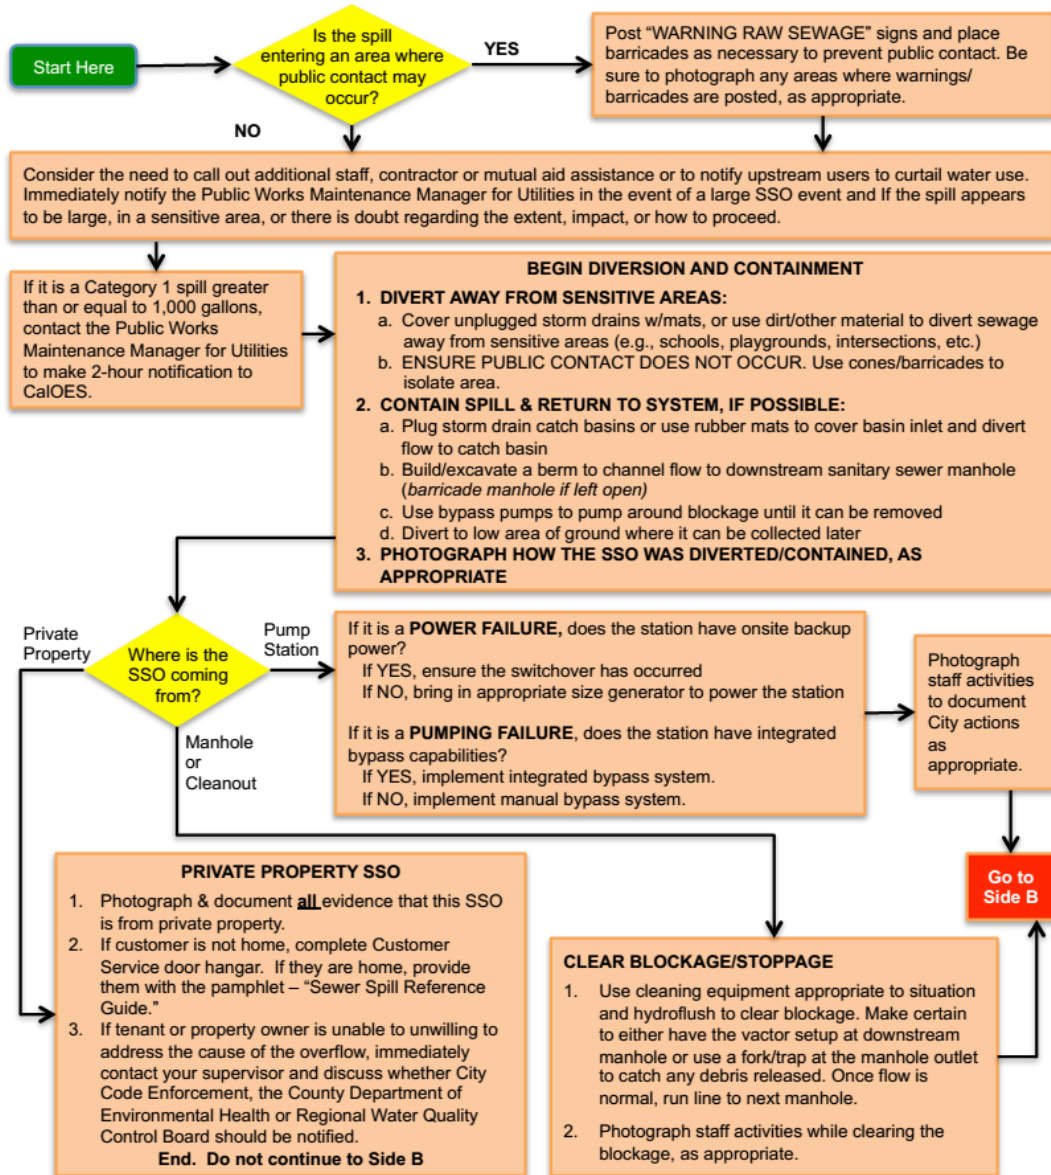 Start Here
Is the spill
entering an area where
public contact may
occur?
YES
Post “WARNING RAW SEWAGE” signs and place
barricades as necessary to prevent public contact. Be
sure to photograph any areas where warnings/
barricades are posted, as appropriate.
NO
Consider the need to call out additional staff, contractor or mutual aid assistance or to notify upstream users to curtail water use.
Immediately notify the Public Works Maintenance Manager for Utilities in the event of a large SSO event and If the spill appears
to be large, in a sensitive area, or there is doubt regarding the extent, impact, or how to proceed.
If it is a Category 1 spill greater
than or equal to 1,000 gallons,
contact the Public Works
Maintenance Manager for Utilities
to make 2-hour notification to
CalOES.
BEGIN DIVERSION AND CONTAINMENT
1. DIVERT AWAY FROM SENSITIVE AREAS:
a. Cover unplugged storm drains w/mats, or use dirt/other material to divert sewage
away from sensitive areas (e.g., schools, playgrounds, intersections, etc.)
b. ENSURE PUBLIC CONTACT DOES NOT OCCUR. Use cones/barricades to
isolate area.
2. CONTAIN SPILL & RETURN TO SYSTEM, IF POSSIBLE:
a. Plug storm drain catch basins or use rubber mats to cover basin inlet and divert
flow to catch basin
b. Build/excavate a berm to channel flow to downstream sanitary sewer manhole
(barricade manhole if left open)
c. Use bypass pumps to pump around blockage until it can be removed
d. Divert to low area of ground where it can be collected later
3. PHOTOGRAPH HOW THE SSO WAS DIVERTED/CONTAINED, AS
APPROPRIATE
Private
Property
Where is the
SSO coming
from?
Pump
Station
Manhole
or
Cleanout
If it is a POWER FAILURE, does the station have onsite backup
power?
If YES, ensure the switchover has occurred
If NO, bring in appropriate size generator to power the station
If it is a PUMPING FAILURE, does the station have integrated
bypass capabilities?
If YES, implement integrated bypass system.
If NO, implement manual bypass system.
Photograph
staff activities
to document
City actions
as
appropriate.
Go to
Side B
PRIVATE PROPERTY SSO
1. Photograph & document all evidence that this SSO
is from private property.
2. If customer is not home, complete Customer
Service door hangar. If they are home, provide
them with the pamphlet – “Sewer Spill Reference
Guide.”
3. If tenant or property owner is unable to unwilling to
address the cause of the overflow, immediately
contact your supervisor and discuss whether City
Code Enforcement, the County Department of
Environmental Health or Regional Water Quality
Control Board should be notified.
End. Do not continue to Side B
CLEAR BLOCKAGE/STOPPAGE
1. Use cleaning equipment appropriate to situation
and hydroflush to clear blockage. Make certain
to either have the vactor setup at downstream
manhole or use a fork/trap at the manhole outlet
to catch any debris released. Once flow is
normal, run line to next manhole.
2. Photograph staff activities while clearing the
blockage, as appropriate.